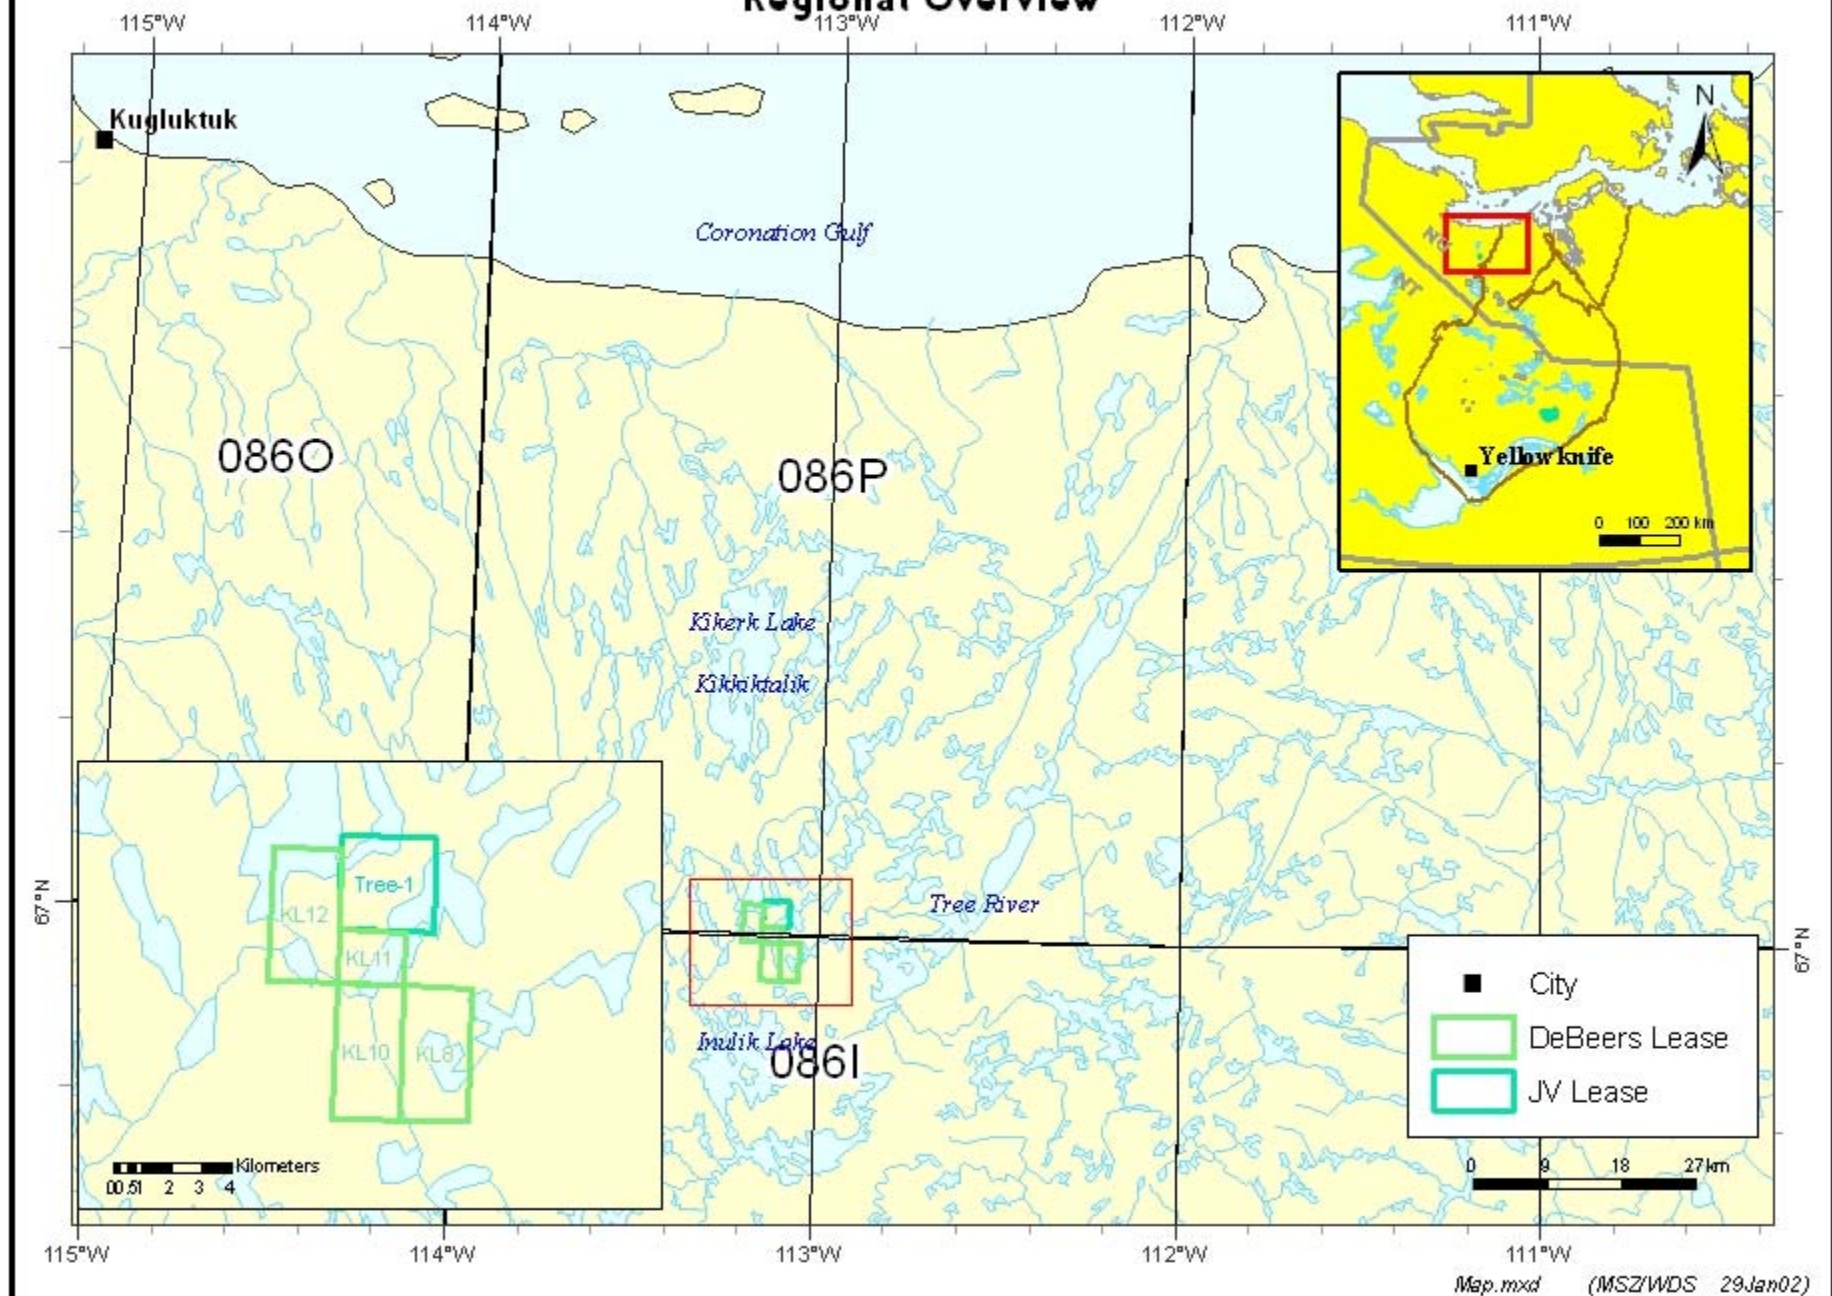 Regional Overview
115°W 114°W 113°W 112°W 111°W
Kugluktuk
N
Coronation Gulf
NT
086O
086P
Yellowknife
0 100 200 km
Kikerk Lake
Kikkiktalik
Tree-1
KL12
KL11
KL10
KL8
Kilometers
0 0.5 1 2 3 4
67°N
Tree River
67°N
Inulik Lake
086I
City
DeBeers Lease
JV Lease
0 9 18 27 km
115°W 114°W 113°W 112°W 111°W
Map.mxd (MSZ/WDS 29Jan02)